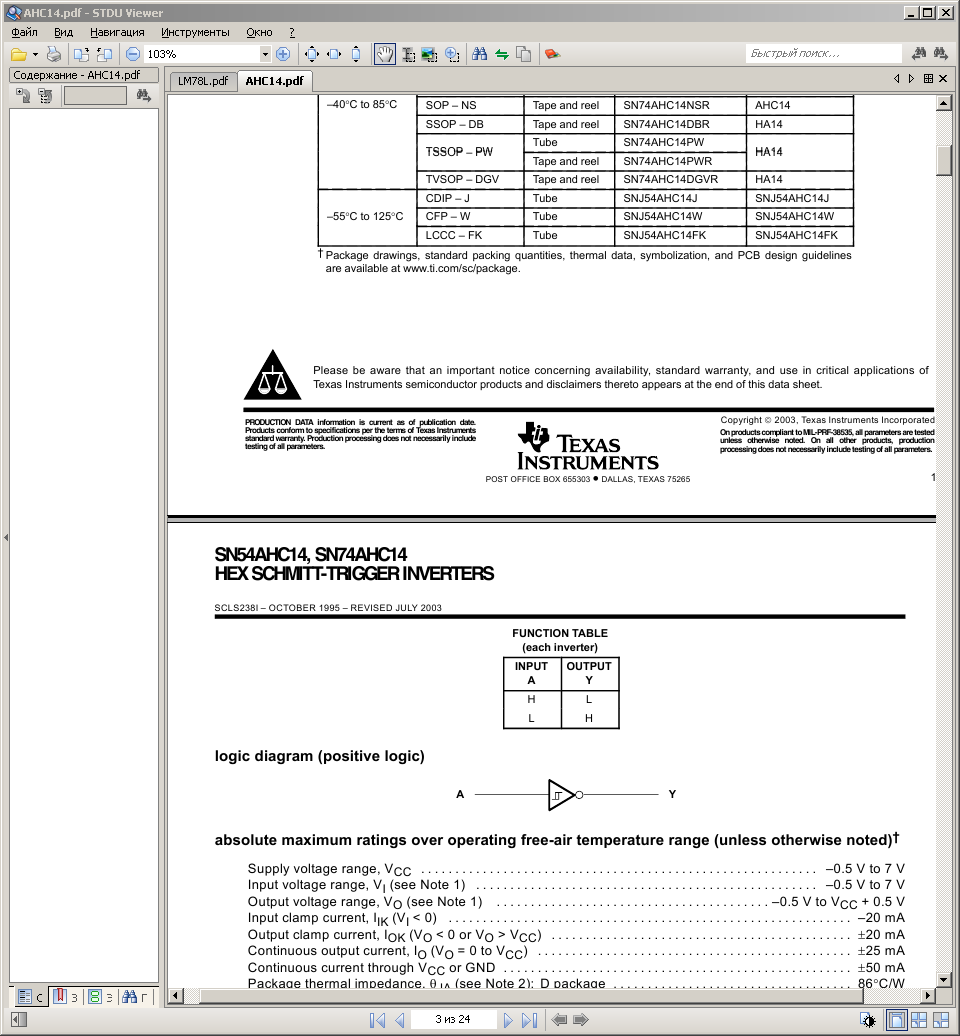 AHC14.pdf - STDU Viewer
Файл Вид Навигация Инструменты Окно ?
103%
Быстрый поиск...
Содержание - AHC14.pdf
LM78L.pdf AHC14.pdf
–40°C to 85°C SOP – NS Tape and reel SN74AHC14NSR AHC14
SSOP – DB Tape and reel SN74AHC14DBR HA14
TSSOP – PW Tube SN74AHC14PW HA14
Tape and reel SN74AHC14PWR
TVSOP – DGV Tape and reel SN74AHC14DGVR HA14
–55°C to 125°C CDIP – J Tube SNJ54AHC14J SNJ54AHC14J
CFP – W Tube SNJ54AHC14W SNJ54AHC14W
LCCC – FK Tube SNJ54AHC14FK SNJ54AHC14FK
† Package drawings, standard packing quantities, thermal data, symbolization, and PCB design guidelines
are available at www.ti.com/sc/package.
Please be aware that an important notice concerning availability, standard warranty, and use in critical applications of
Texas Instruments semiconductor products and disclaimers thereto appears at the end of this data sheet.
PRODUCTION DATA information is current as of publication date.
Products conform to specifications per the terms of Texas Instruments
standard warranty. Production processing does not necessarily include
testing of all parameters.
TEXAS
INSTRUMENTS
POST OFFICE BOX 655303 ● DALLAS, TEXAS 75265
Copyright © 2003, Texas Instruments Incorporated
On products compliant to MIL-PRF-38535, all parameters are tested
unless otherwise noted. On all other products, production
processing does not necessarily include testing of all parameters.
1
SN54AHC14, SN74AHC14
HEX SCHMITT-TRIGGER INVERTERS
SCLS238I – OCTOBER 1995 – REVISED JULY 2003
FUNCTION TABLE
(each inverter)
INPUT OUTPUT
A Y
H L
L H
logic diagram (positive logic)
A Y
absolute maximum ratings over operating free-air temperature range (unless otherwise noted)†
Supply voltage range, VCC . . . . . . . . . . –0.5 V to 7 V
Input voltage range, VI (see Note 1) . . . . . . . . . . –0.5 V to 7 V
Output voltage range, VO (see Note 1) . . . . . . . . . . –0.5 V to VCC + 0.5 V
Input clamp current, IIK (VI < 0) . . . . . . . . . . –20 mA
Output clamp current, IOK (VO < 0 or VO > VCC) . . . . . . . . . . ±20 mA
Continuous output current, IO (VO = 0 to VCC) . . . . . . . . . . ±25 mA
Continuous current through VCC or GND . . . . . . . . . . ±50 mA
Package thermal impedance, θJA (see Note 2): D package . . . . . . . . . . 86°C/W
С З Э Г
3 из 24